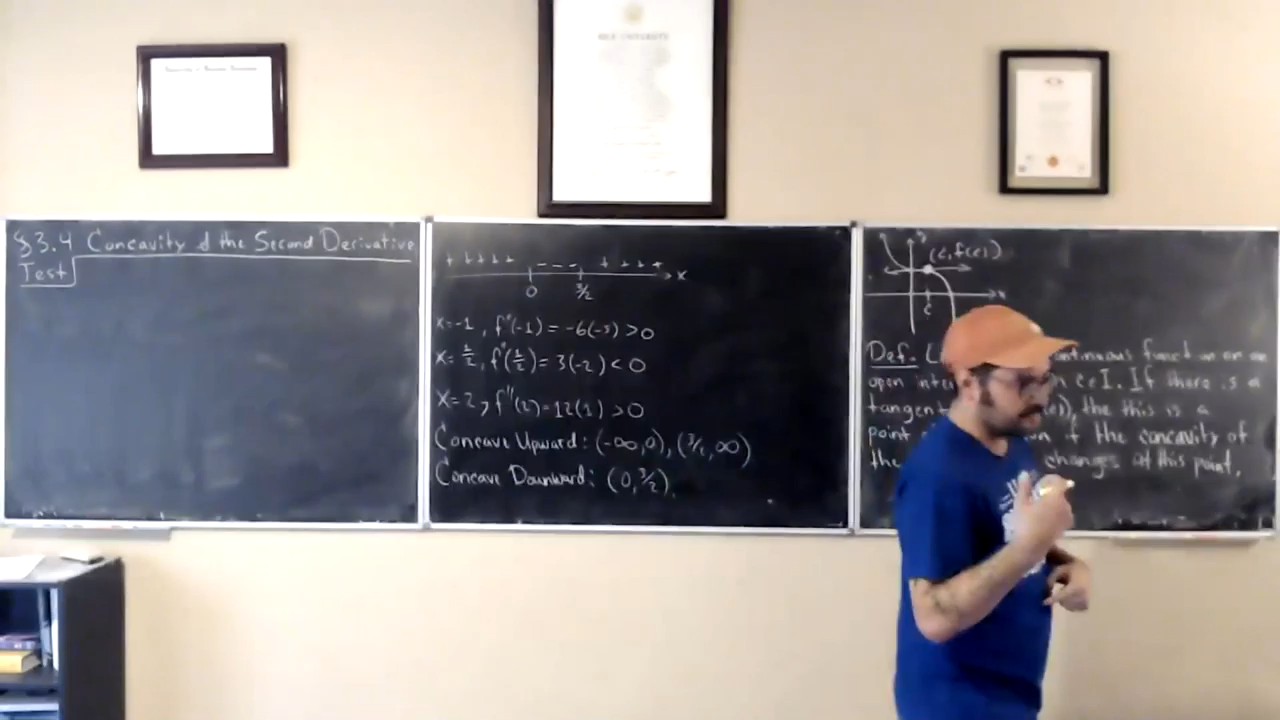 §3.4 Concavity & the Second Derivative
Test
+ + + + + - - - + + + + x
0 3/2
x=-1, f''(-1) = -6(-5) > 0
x=1/2, f''(1/2) = 3(-2) < 0
x=2, f''(2) = 12(1) > 0
Concave Upward: (-∞,0), (3/2, ∞)
Concave Downward: (0, 3/2).
y
(c, f(c))
x
c
Def. continuous function on an
open c∈I. If there is a
tangent the this is a
point if the concavity of
the changes at this point.